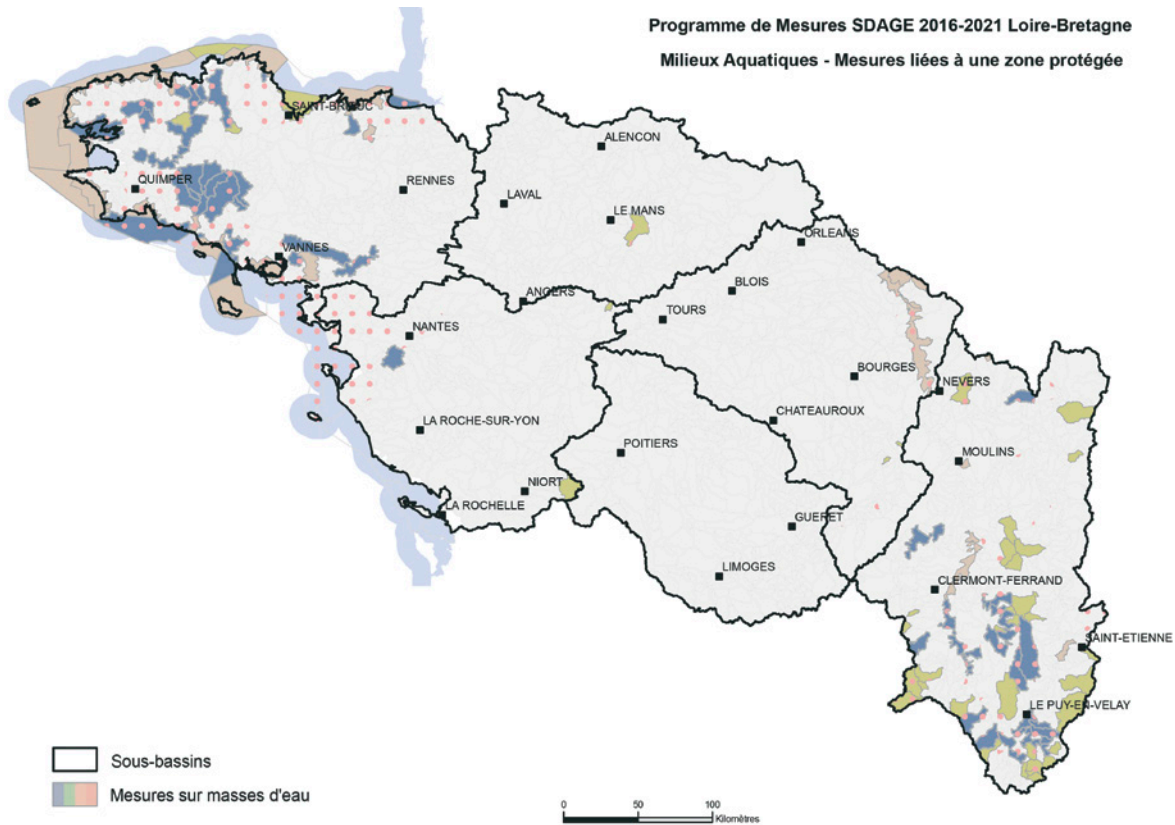 Programme de Mesures SDAGE 2016-2021 Loire-Bretagne
Milieux Aquatiques - Mesures liées à une zone protégée
SAINT-BRIEUC
ALENCON
QUIMPER
RENNES
LAVAL
LE MANS
ORLEANS
VANNES
BLOIS
ANGERS
TOURS
NANTES
BOURGES
NEVERS
CHATEAUROUX
LA ROCHE-SUR-YON
POITIERS
MOULINS
NIORT
LA ROCHELLE
GUERET
LIMOGES
CLERMONT-FERRAND
SAINT-ETIENNE
LE PUY-EN-VELAY
Sous-bassins
Mesures sur masses d'eau
0 50 100
Kilomètres